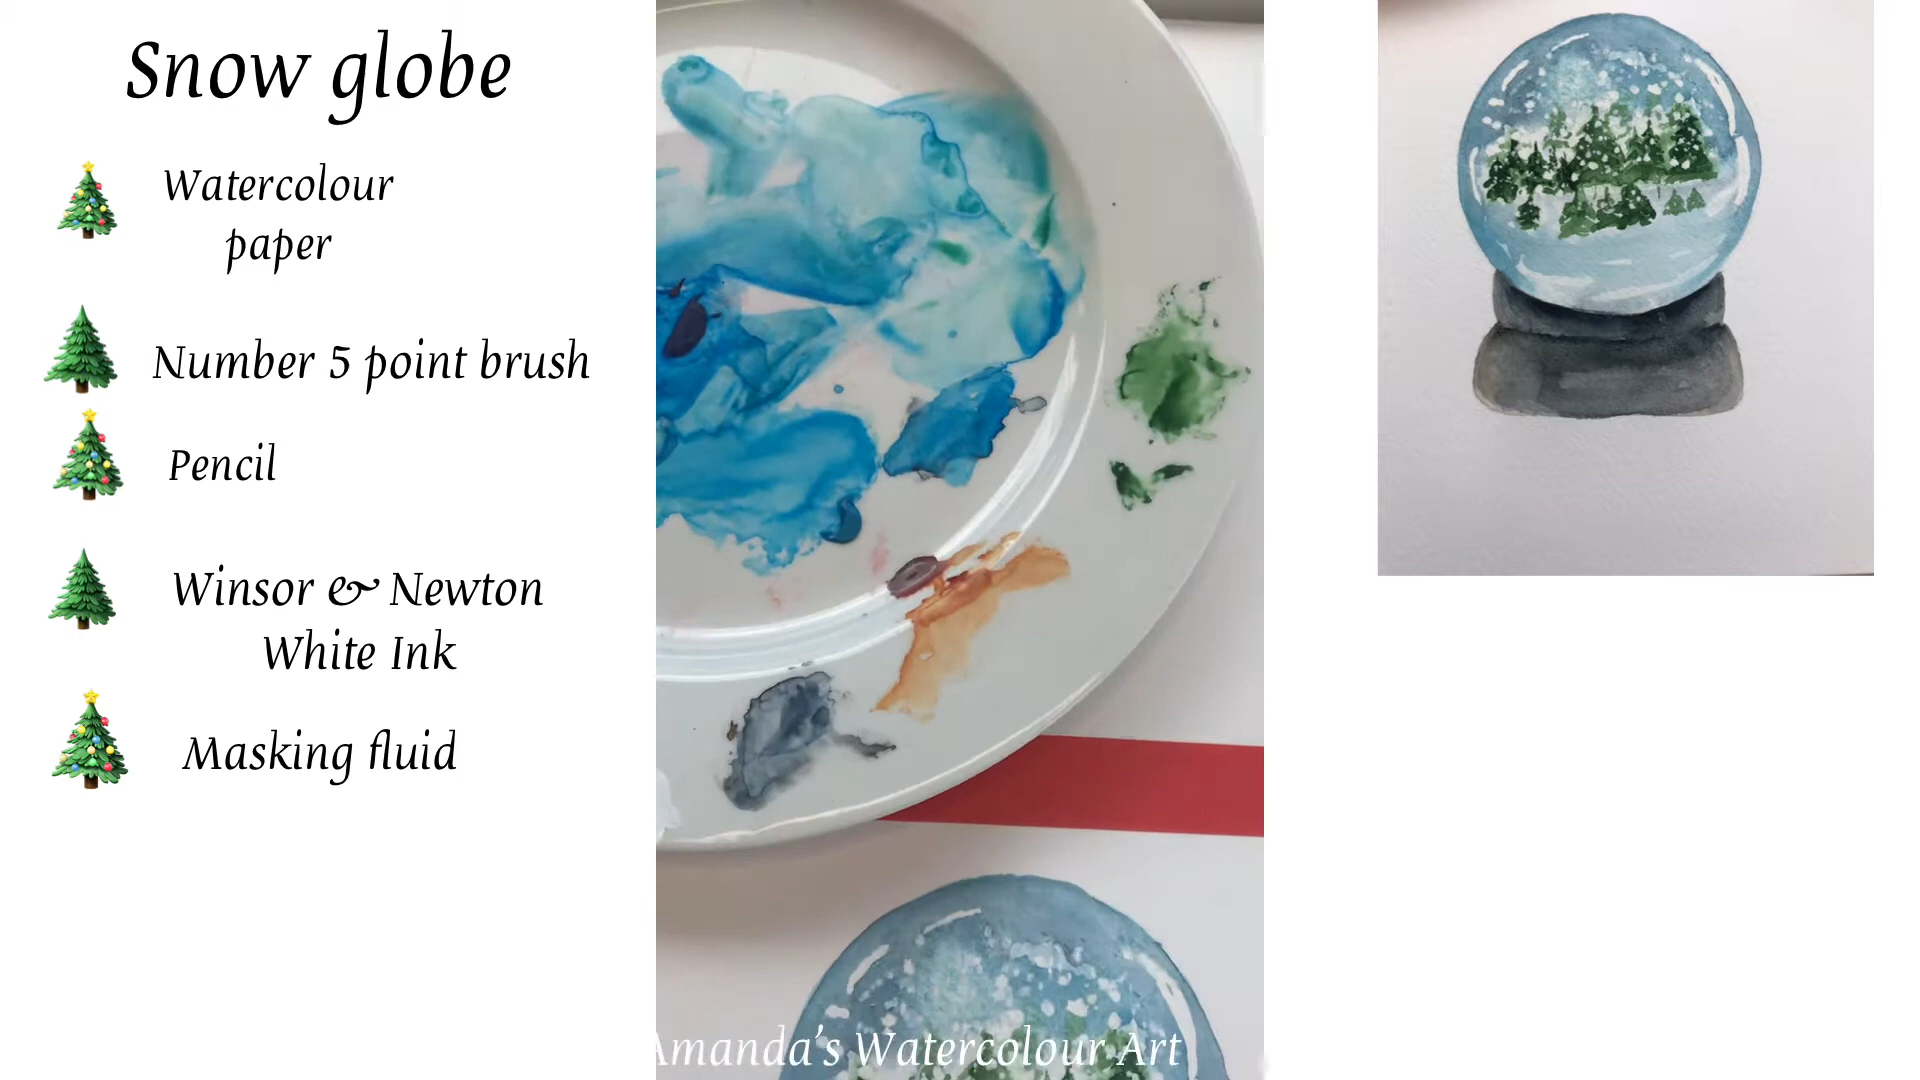 Snow globe
Watercolour
paper
Number 5 point brush
Pencil
Winsor & Newton
White Ink
Masking fluid
Amanda's Watercolour Art